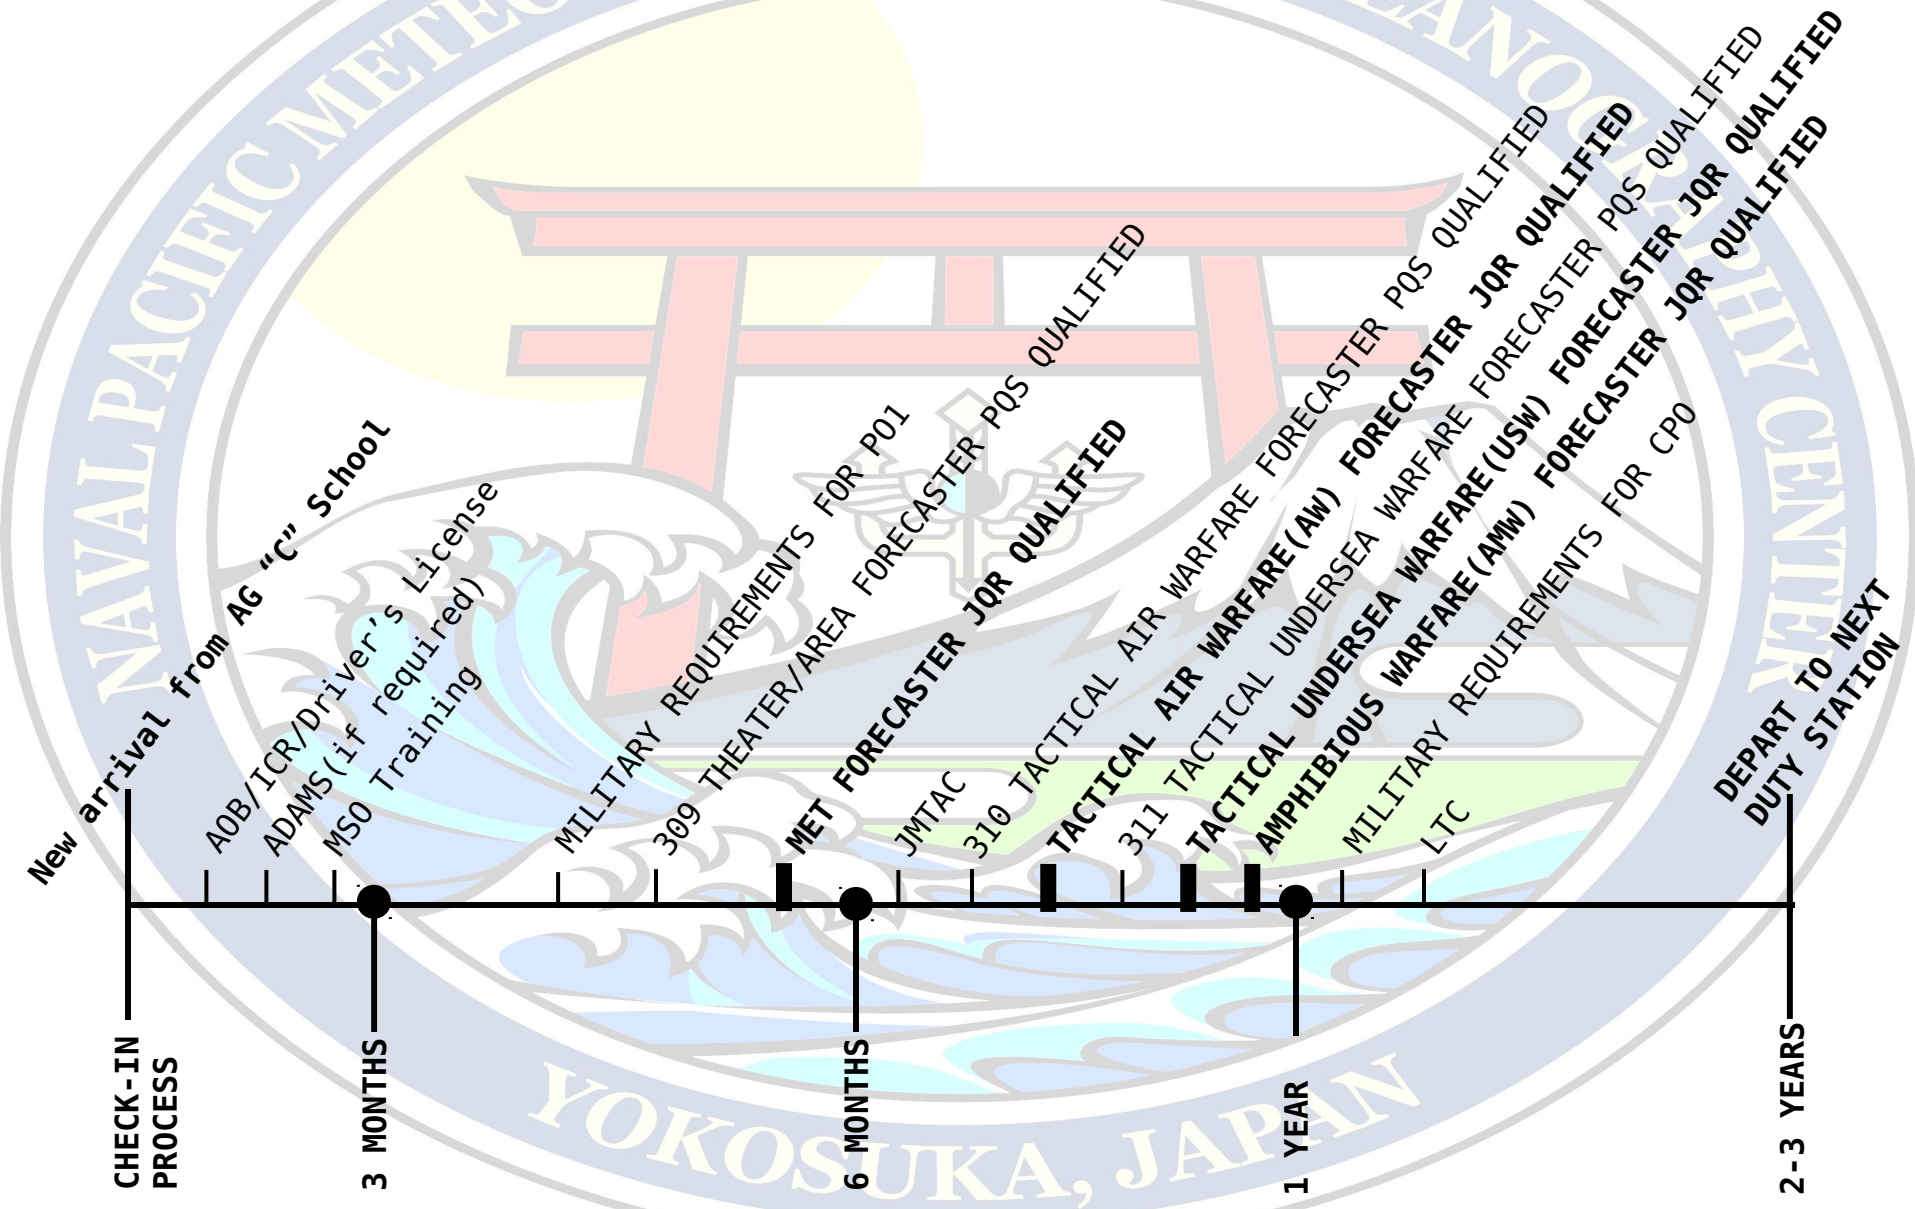 NAVAL PACIFIC METEO
EANOGRAPHY CENTER
YOKOSUKA, JAPAN
New arrival from AG “C” School
AOB/ICR/Driver’s License
ADAMS(if required)
MSO Training
MILITARY REQUIREMENTS FOR PO1
309 THEATER/AREA FORECASTER PQS QUALIFIED
MET FORECASTER JQR QUALIFIED
JMTAC
310 TACTICAL AIR WARFARE FORECASTER PQS QUALIFIED
TACTICAL AIR WARFARE(AW) FORECASTER JQR QUALIFIED
311 TACTICAL UNDERSEA WARFARE FORECASTER PQS QUALIFIED
TACTICAL UNDERSEA WARFARE(USW) FORECASTER JQR QUALIFIED
AMPHIBIOUS WARFARE(AMW) FORECASTER JQR QUALIFIED
MILITARY REQUIREMENTS FOR CPO
LTC
DEPART TO NEXT
DUTY STATION
CHECK-IN
PROCESS
3 MONTHS
6 MONTHS
1 YEAR
2-3 YEARS